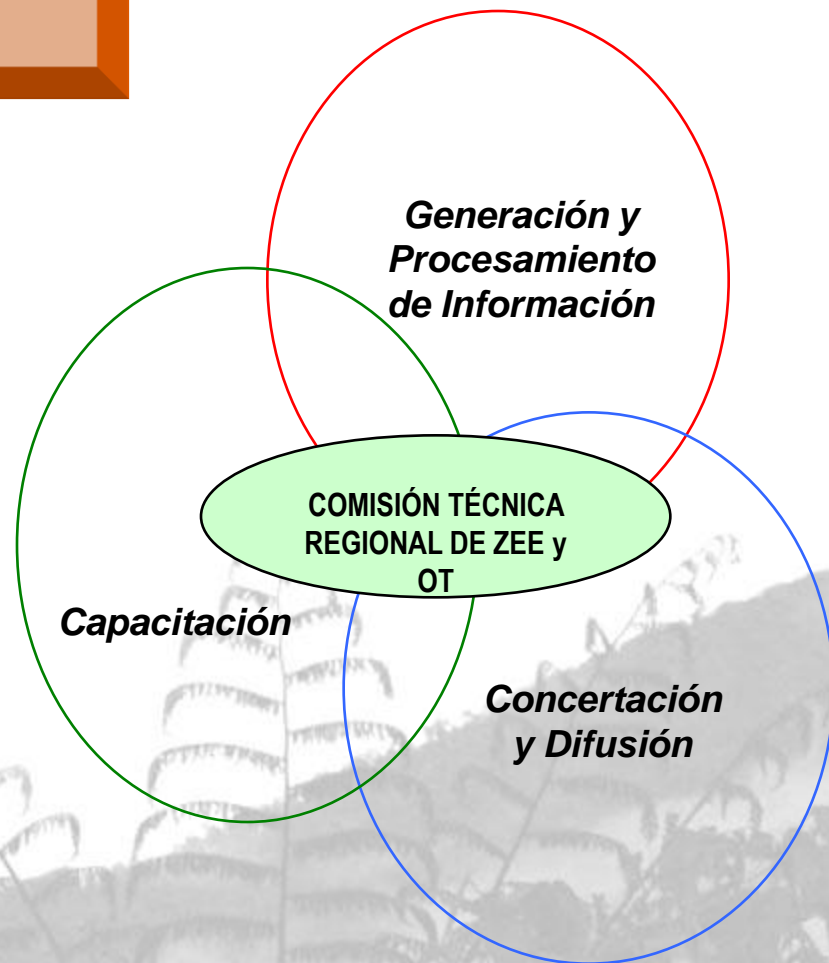 Generación y
Procesamiento
de Información
COMISIÓN TÉCNICA
REGIONAL DE ZEE y
OT
Capacitación
Concertación
y Difusión